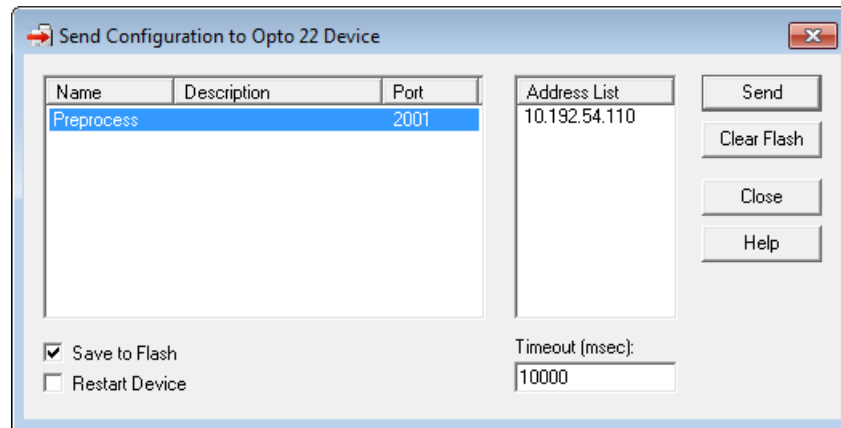 Send Configuration to Opto 22 Device
Name Description Port
Preprocess 2001
Address List
10.192.54.110
Send
Clear Flash
Close
Help
Save to Flash
Restart Device
Timeout (msec):
10000